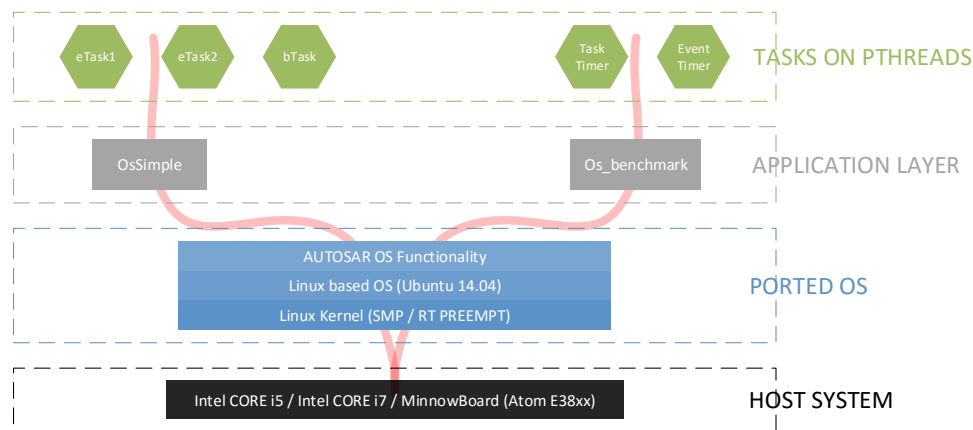 eTask1
eTask2
bTask
Task
Timer
Event
Timer
TASKS ON PTHREADS
OsSimple
Os_benchmark
APPLICATION LAYER
AUTOSAR OS Functionality
Linux based OS (Ubuntu 14.04)
Linux Kernel (SMP / RT PREEMPT)
PORTED OS
Intel CORE i5 / Intel CORE i7 / MinnowBoard (Atom E38xx)
HOST SYSTEM